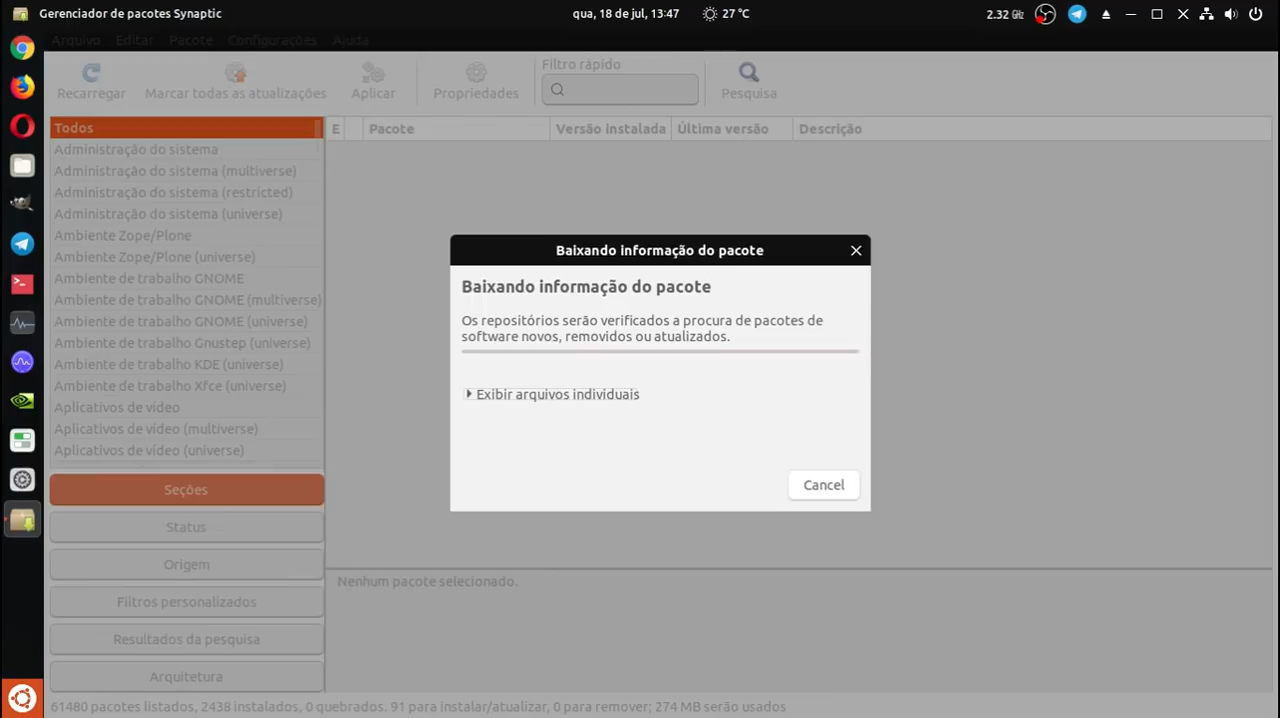 Gerenciador de pacotes Synaptic
qua, 18 de jul, 13:47
27 °C
2.32 GHz
Arquivo Editar Pacote Configurações Ajuda
Recarregar
Marcar todas as atualizações
Aplicar
Propriedades
Filtro rápido
Pesquisa
Todos
Administração do sistema
Administração do sistema (multiverse)
Administração do sistema (restricted)
Administração do sistema (universe)
Ambiente Zope/Plone
Ambiente Zope/Plone (universe)
Ambiente de trabalho GNOME
Ambiente de trabalho GNOME (multiverse)
Ambiente de trabalho GNOME (universe)
Ambiente de trabalho Gnustep (universe)
Ambiente de trabalho KDE (universe)
Ambiente de trabalho Xfce (universe)
Aplicativos de vídeo
Aplicativos de vídeo (multiverse)
Aplicativos de vídeo (universe)
Seções
Status
Origem
Filtros personalizados
Resultados da pesquisa
Arquitetura
E Pacote Versão instalada Última versão Descrição
Baixando informação do pacote
Baixando informação do pacote
Os repositórios serão verificados a procura de pacotes de
software novos, removidos ou atualizados.
Exibir arquivos individuais
Cancel
Nenhum pacote selecionado.
61480 pacotes listados, 2438 instalados, 0 quebrados. 91 para instalar/atualizar, 0 para remover; 274 MB serão usados